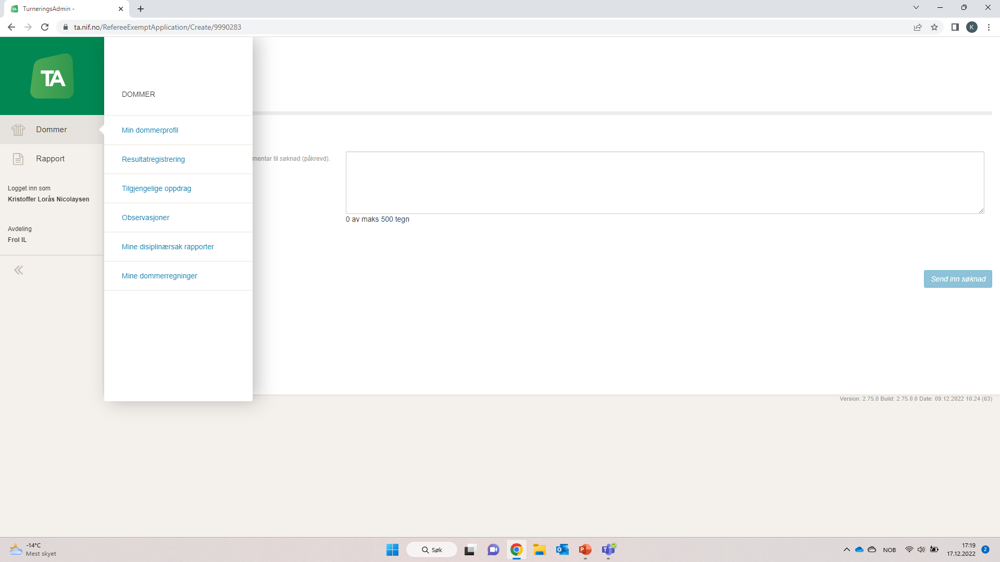 TurneringsAdmin -
ta.nif.no/RefereeExemptApplication/Create/9990283
K
TA
DOMMER
Dommer
Min dommerprofil
Rapport
Resultatregistrering
mentar til søknad (påkrevd).
Logget inn som
Kristoffer Lorås Nicolaysen
Tilgjengelige oppdrag
Observasjoner
0 av maks 500 tegn
Avdeling
Frol IL
Mine disiplinærsak rapporter
Mine dommerregninger
Send inn søknad
Version: 2.75.0 Build: 2.75.0.0 Date: 09.12.2022 10.24 (63)
-14°C
Mest skyet
Søk
NOB
17:19
17.12.2022
2